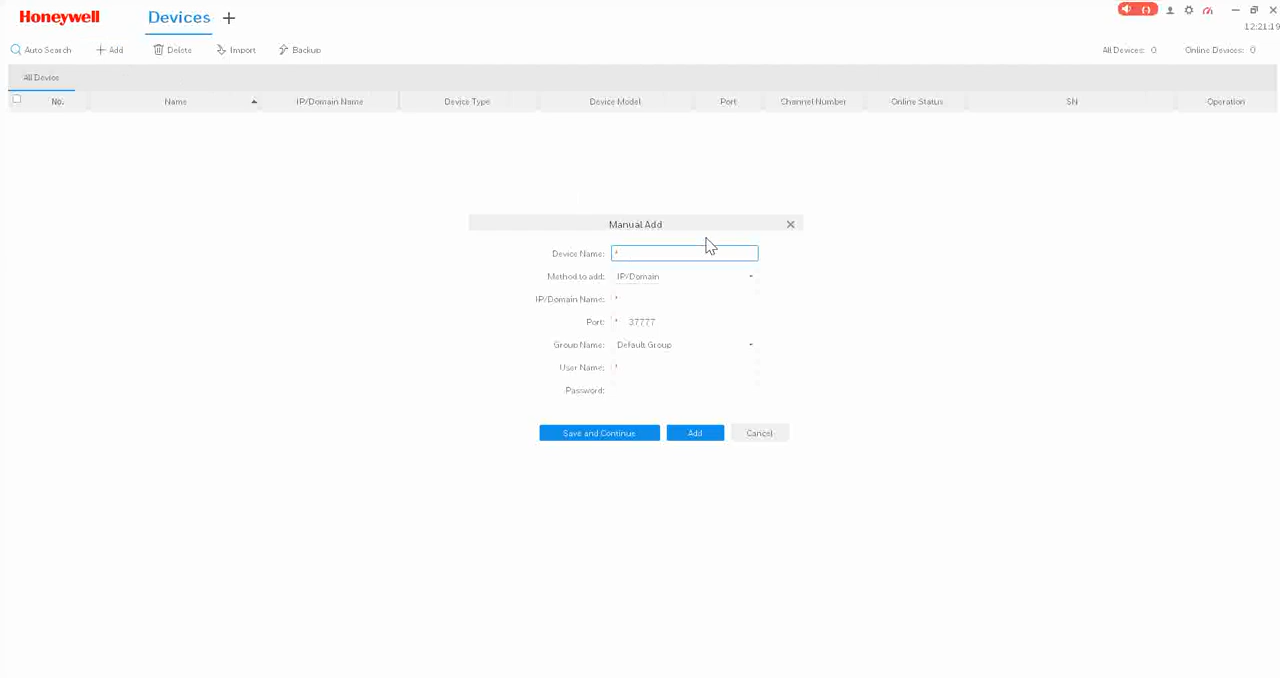 Honeywell Devices +
12:21:19
Auto Search Add Delete Import Backup All Devices: 0 Online Devices: 0
All Device
No. Name IP/Domain Name Device Type Device Model Port Channel Number Online Status SN Operation
Manual Add
Device Name: *
Method to add: IP/Domain
IP/Domain Name: *
Port: * 37777
Group Name: Default Group
User Name: *
Password:
Save and Continue Add Cancel